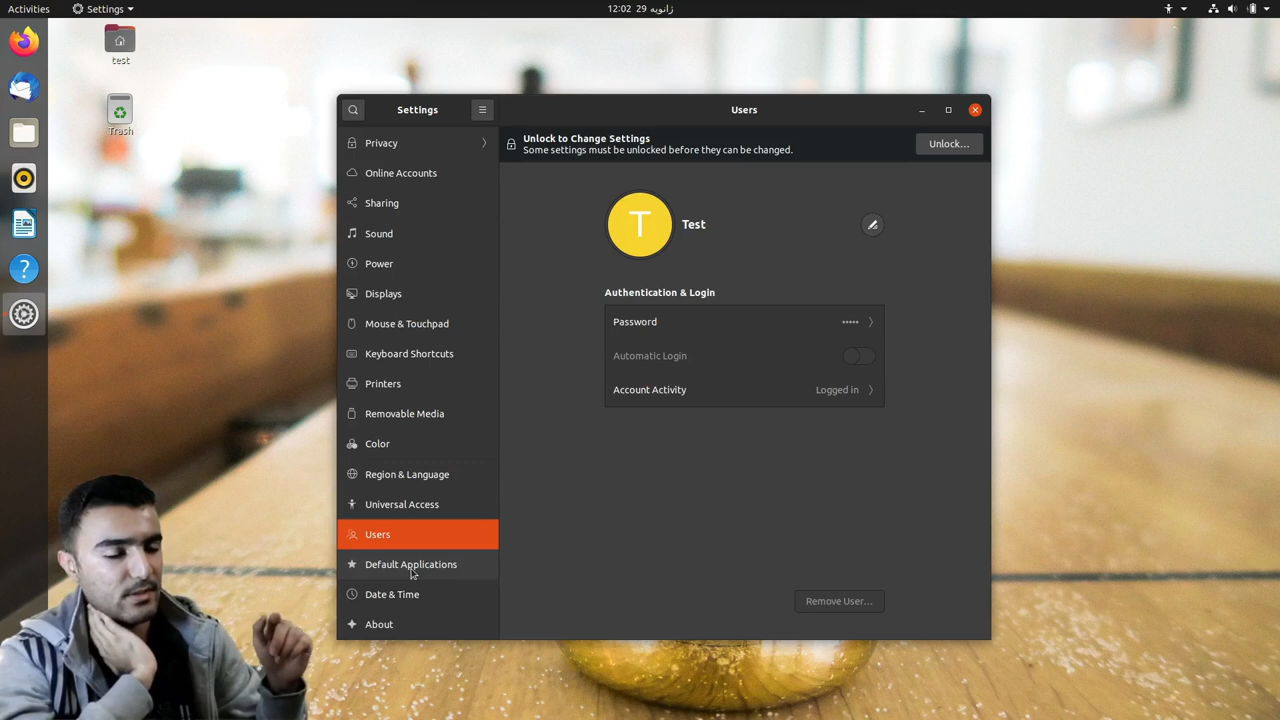 Activities
Settings
ژانویه 29 12:02
test
Trash
Settings
Users
Privacy
Online Accounts
Sharing
Sound
Power
Displays
Mouse & Touchpad
Keyboard Shortcuts
Printers
Removable Media
Color
Region & Language
Universal Access
Users
Default Applications
Date & Time
About
Unlock to Change Settings
Some settings must be unlocked before they can be changed.
Unlock…
T
Test
Authentication & Login
Password •••••
Automatic Login
Account Activity Logged in
Remove User…